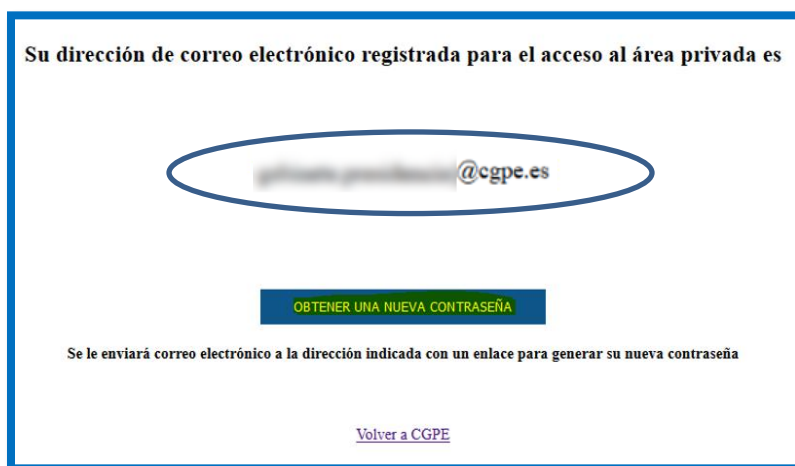 Su dirección de correo electrónico registrada para el acceso al área privada es
@cgpe.es
OBTENER UNA NUEVA CONTRASEÑA
Se le enviará correo electrónico a la dirección indicada con un enlace para generar su nueva contraseña
Volver a CGPE